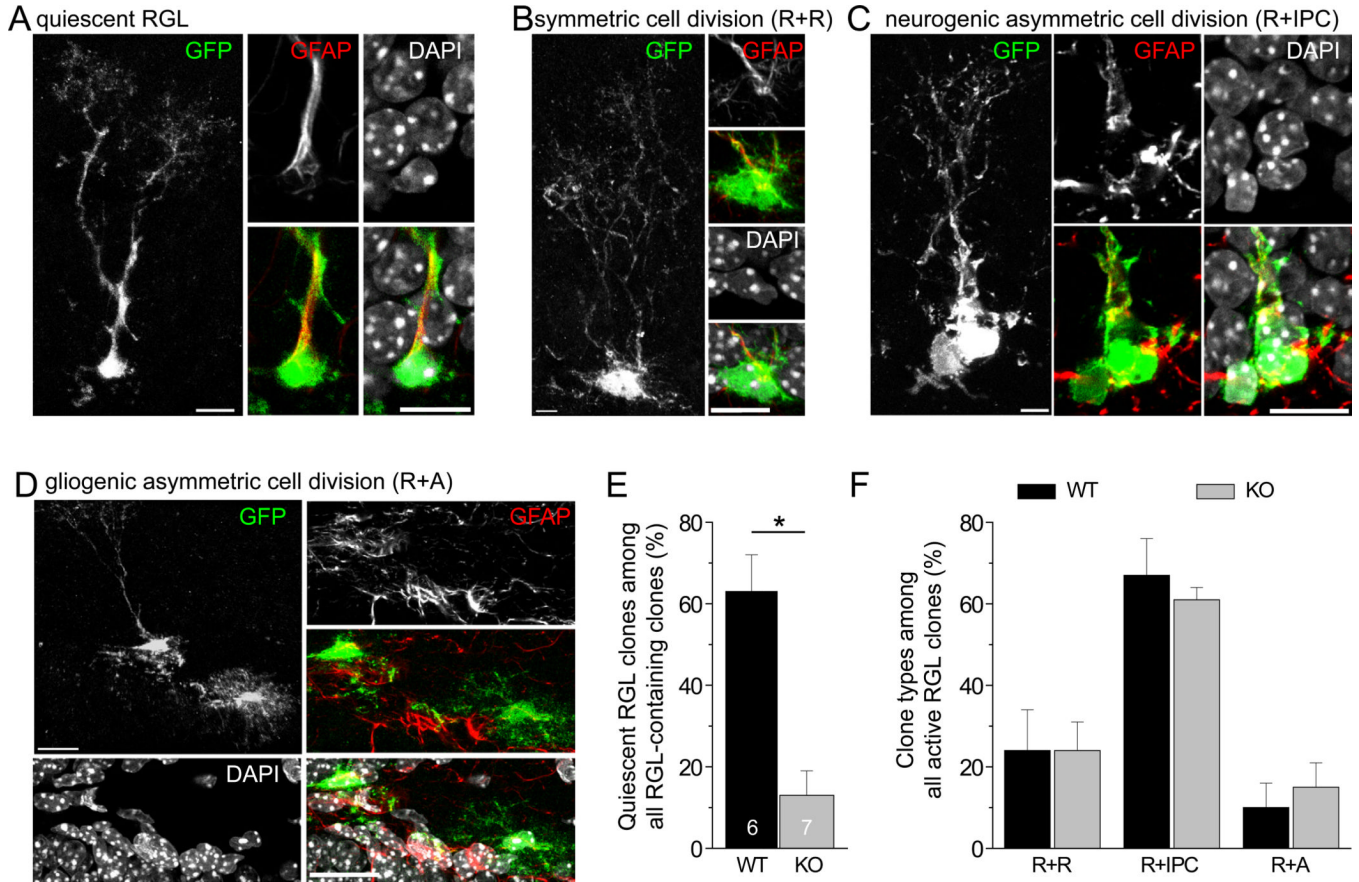 A quiescent RGL
GFP
GFAP
DAPI
B symmetric cell division (R+R)
GFP
GFAP
DAPI
C neurogenic asymmetric cell division (R+IPC)
GFP
GFAP
DAPI
D gliogenic asymmetric cell division (R+A)
GFP
GFAP
DAPI
E
Quiescent RGL clones among
all RGL-containing clones (%)
80
60
40
20
0
*
6
7
WT
KO
F
WT
KO
Clone types among
all active RGL clones (%)
80
60
40
20
0
R+R
R+IPC
R+A